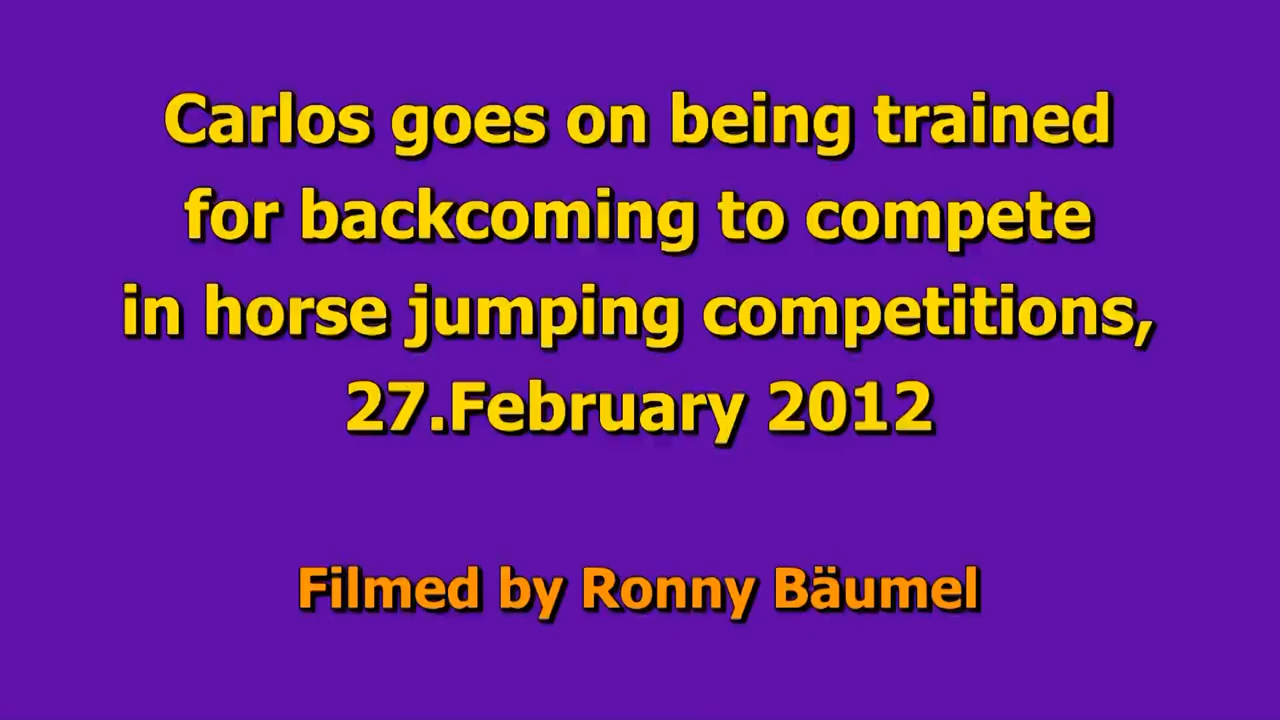 Carlos goes on being trained
for backcoming to compete
in horse jumping competitions,
27.February 2012
Filmed by Ronny Bäumel